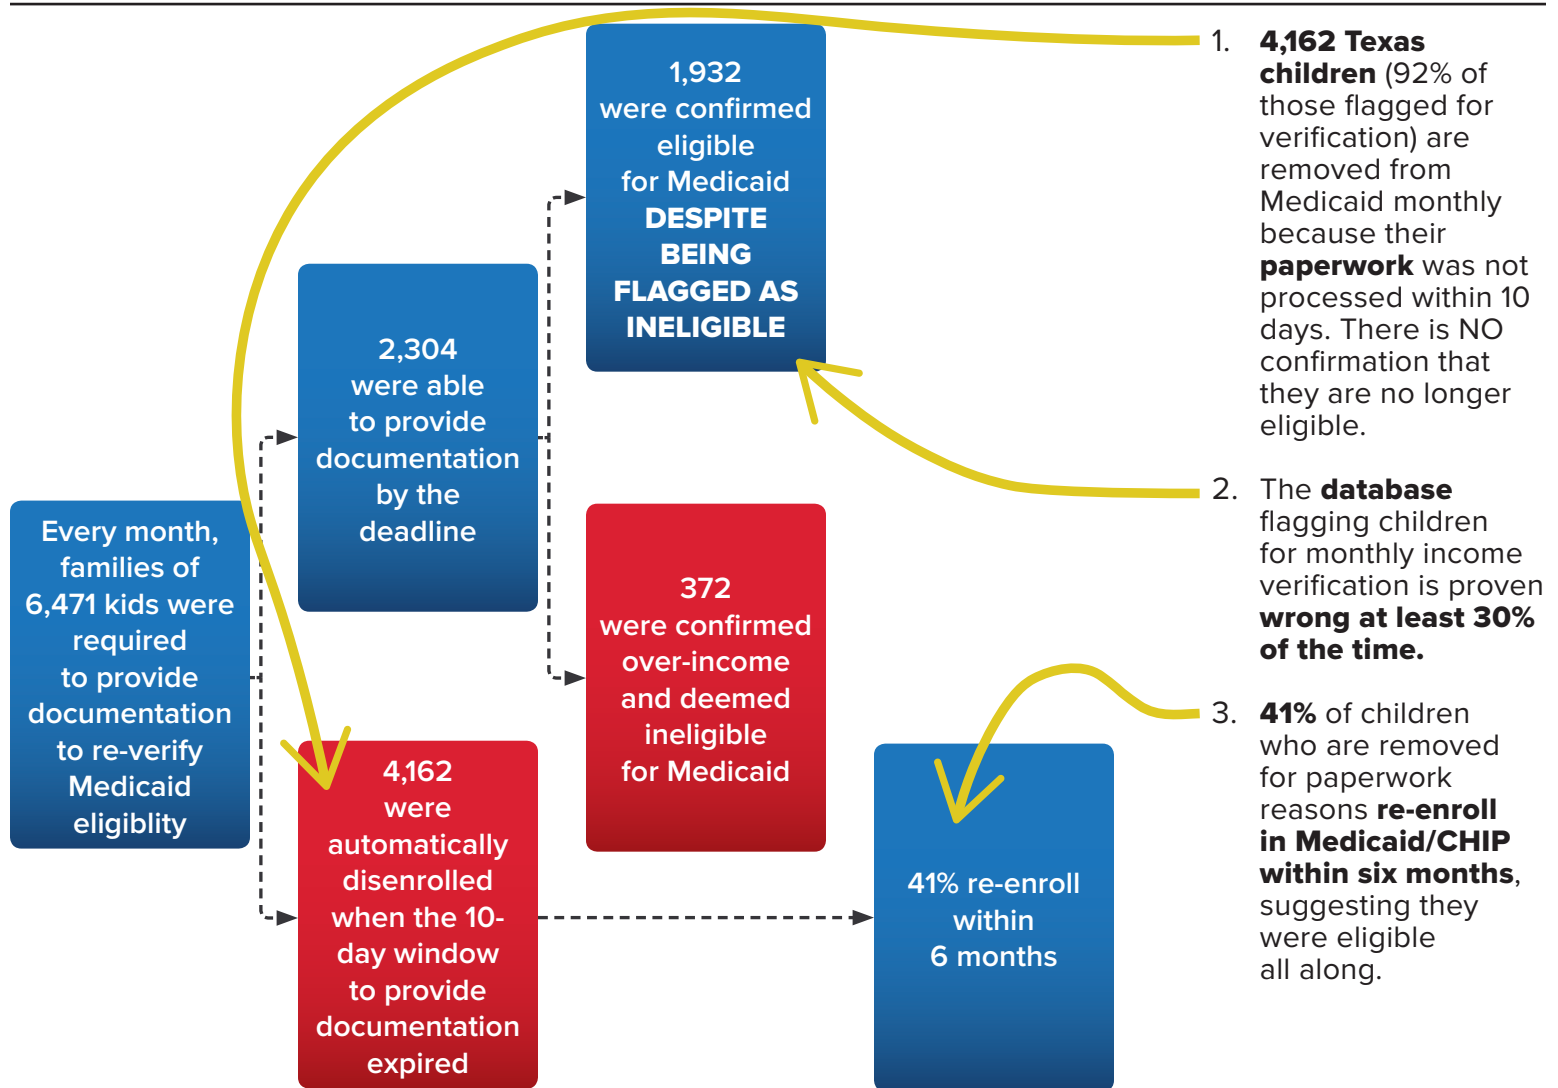 Every month,
families of
6,471 kids were
required
to provide
documentation
to re-verify
Medicaid
eligiblity
2,304
were able
to provide
documentation
by the
deadline
4,162
were
automatically
disenrolled
when the 10-
day window
to provide
documentation
expired
1,932
were confirmed
eligible
for Medicaid
DESPITE
BEING
FLAGGED AS
INELIGIBLE
372
were confirmed
over-income
and deemed
ineligible
for Medicaid
41% re-enroll
within
6 months
1. 4,162 Texas
children (92% of
those flagged for
verification) are
removed from
Medicaid monthly
because their
paperwork was not
processed within 10
days. There is NO
confirmation that
they are no longer
eligible.
2. The database
flagging children
for monthly income
verification is proven
wrong at least 30%
of the time.
3. 41% of children
who are removed
for paperwork
reasons re-enroll
in Medicaid/CHIP
within six months,
suggesting they
were eligible
all along.